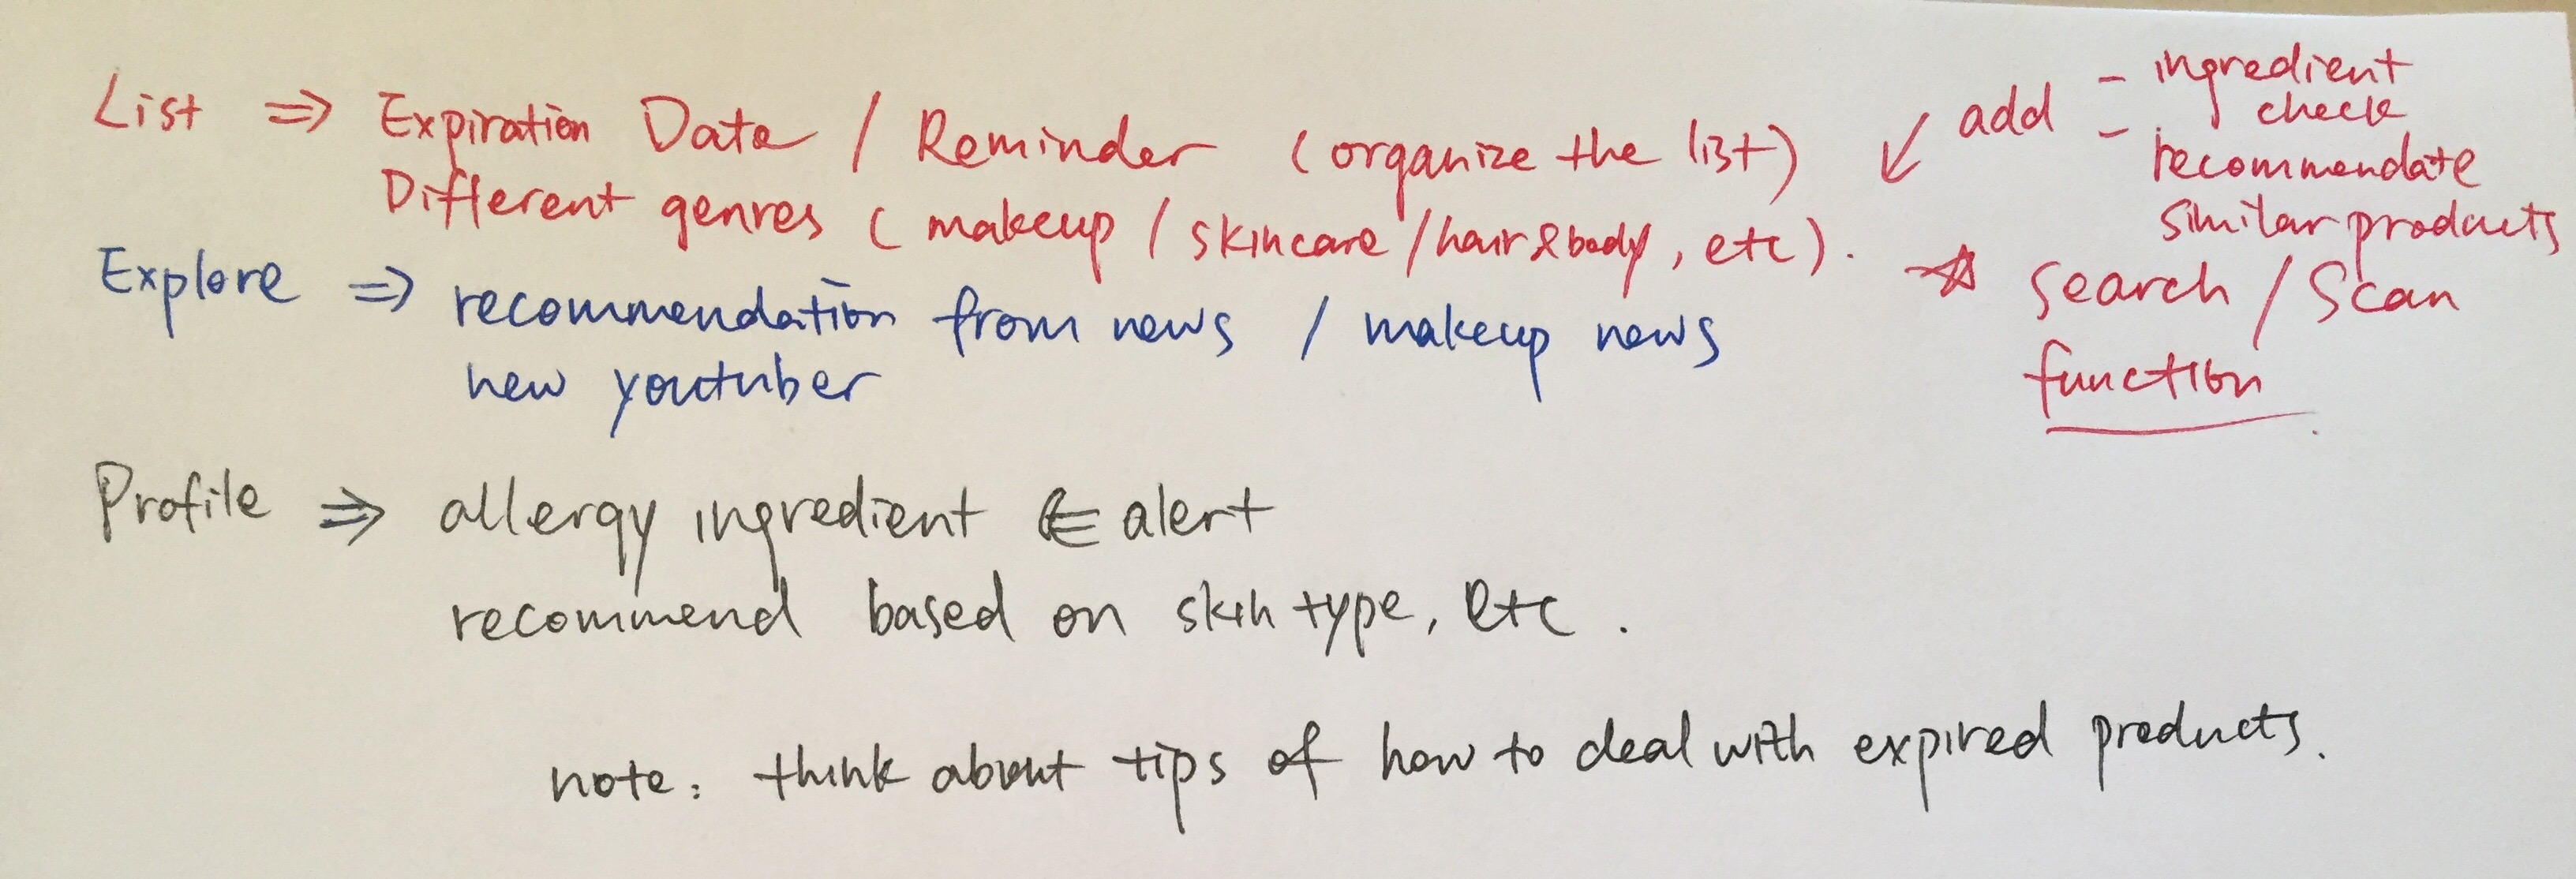 List ⇒ Expiration Date / Reminder (organize the list)
Different genres ( makeup / skincare / hair & body, etc ).
↙ add - ingredient
check
- recommendate
similar products
→☆ Search / Scan
function
Explore ⇒ recommendation from news / makeup news
new youtuber
Profile ⇒ allergy ingredient ⇐ alert
recommend based on skin type, etc .
note: think about tips of how to deal with expired products.